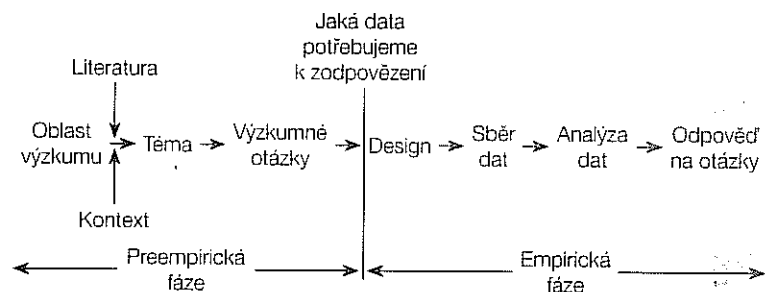 Jaká data
potřebujeme
k zodpovězení
Literatura
Oblast
výzkumu
Téma
Výzkumné
otázky
Design
Sběr
dat
Analýza
dat
Odpověď
na otázky
Kontext
Preempirická
fáze
Empirická
fáze